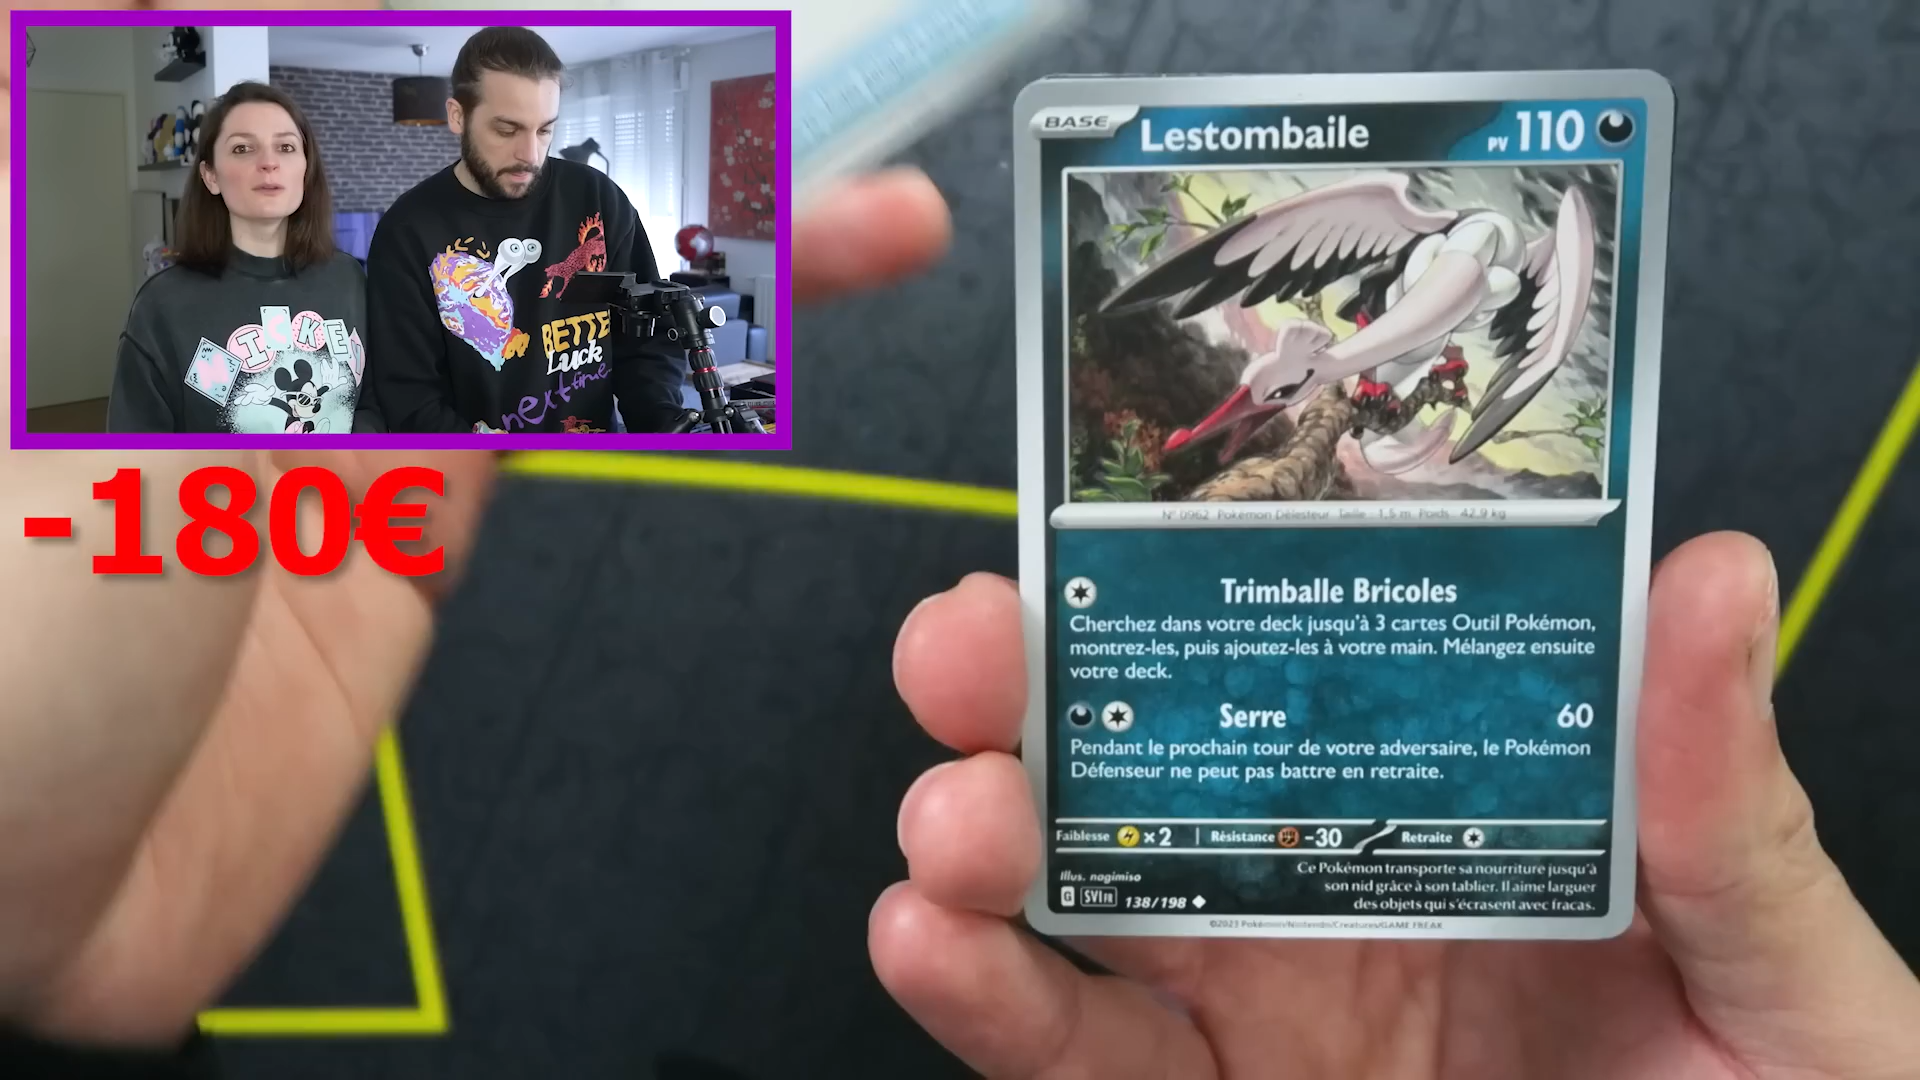 MICKEY
BETTE
Luck
next time
-180€
BASE
Lestombaile
PV 110
N° 0962 Pokémon Délesteur Taille : 1,5 m Poids : 42,9 kg
Trimballe Bricoles
Cherchez dans votre deck jusqu'à 3 cartes Outil Pokémon,
montrez-les, puis ajoutez-les à votre main. Mélangez ensuite
votre deck.
Serre 60
Pendant le prochain tour de votre adversaire, le Pokémon
Défenseur ne peut pas battre en retraite.
Faiblesse ×2 Résistance -30 Retraite
Illus. nagimiso
G SVI FR 138/198
Ce Pokémon transporte sa nourriture jusqu'à
son nid grâce à son tablier. Il aime larguer
des objets qui s'écrasent avec fracas.
©2023 Pokémon/Nintendo/Creatures/GAME FREAK